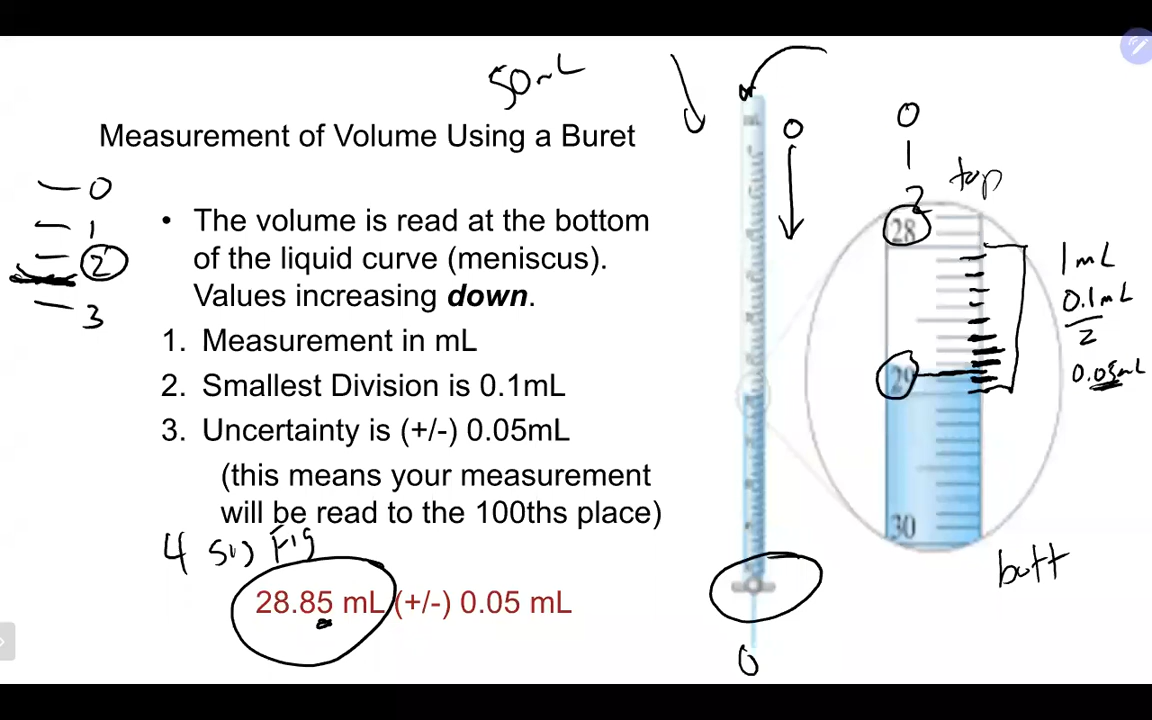 50mL
Measurement of Volume Using a Buret
0
1
2
3
• The volume is read at the bottom
of the liquid curve (meniscus).
Values increasing down.
1. Measurement in mL
2. Smallest Division is 0.1mL
3. Uncertainty is (+/-) 0.05mL
(this means your measurement
will be read to the 100ths place)
4 sig Fig
28.85 mL (+/-) 0.05 mL
0
0
0
1
2
top
28
29
30
1mL
0.1mL
2
0.05mL
bott